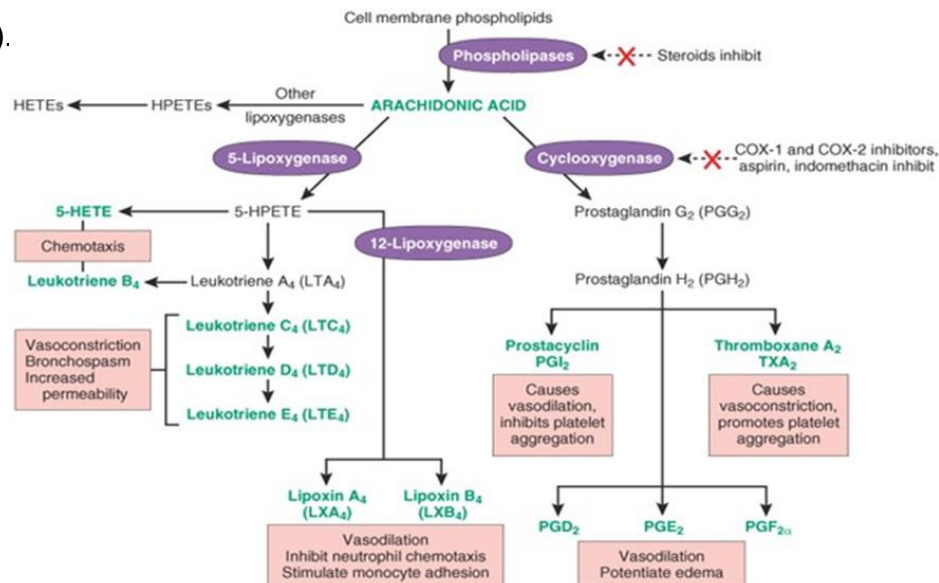 ).
Cell membrane phospholipids
Phospholipases
Steroids inhibit
HETEs
HPETEs
Other
lipoxygenases
ARACHIDONIC ACID
5-Lipoxygenase
Cyclooxygenase
COX-1 and COX-2 inhibitors,
aspirin, indomethacin inhibit
5-HETE
5-HPETE
Prostaglandin G₂ (PGG₂)
Chemotaxis
12-Lipoxygenase
Leukotriene B₄
Leukotriene A₄ (LTA₄)
Prostaglandin H₂ (PGH₂)
Leukotriene C₄ (LTC₄)
Vasoconstriction
Bronchospasm
Increased
permeability
Leukotriene D₄ (LTD₄)
Leukotriene E₄ (LTE₄)
Prostacyclin
PGI₂
Causes
vasodilation,
inhibits platelet
aggregation
Thromboxane A₂
TXA₂
Causes
vasoconstriction,
promotes platelet
aggregation
Lipoxin A₄
(LXA₄)
Lipoxin B₄
(LXB₄)
Vasodilation
Inhibit neutrophil chemotaxis
Stimulate monocyte adhesion
PGD₂
PGE₂
PGF₂α
Vasodilation
Potentiate edema